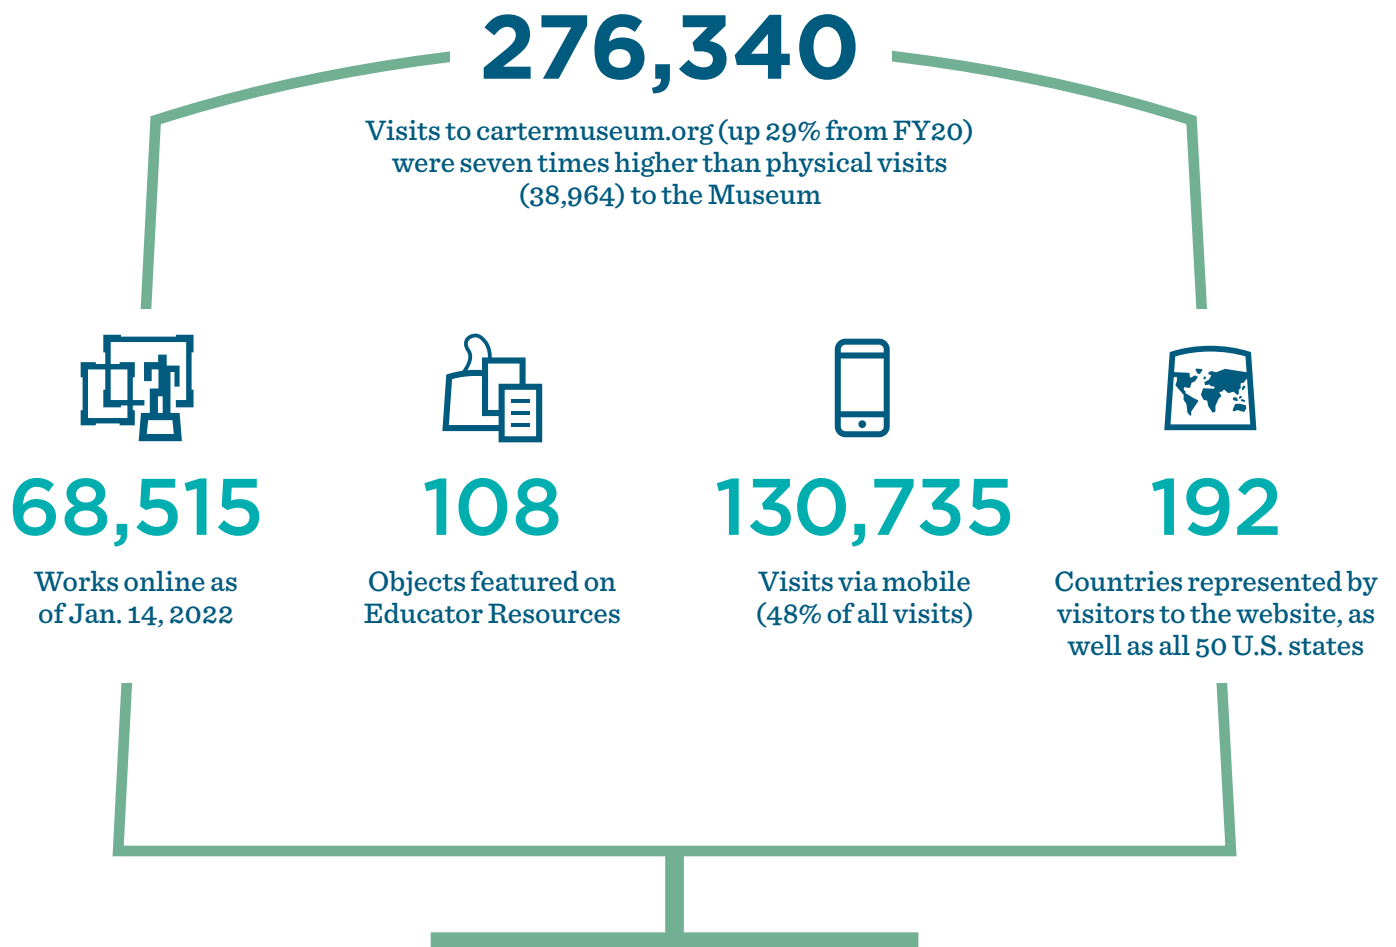 276,340
Visits to cartermuseum.org (up 29% from FY20)
were seven times higher than physical visits
(38,964) to the Museum
68,515
Works online as
of Jan. 14, 2022
108
Objects featured on
Educator Resources
130,735
Visits via mobile
(48% of all visits)
192
Countries represented by
visitors to the website, as
well as all 50 U.S. states